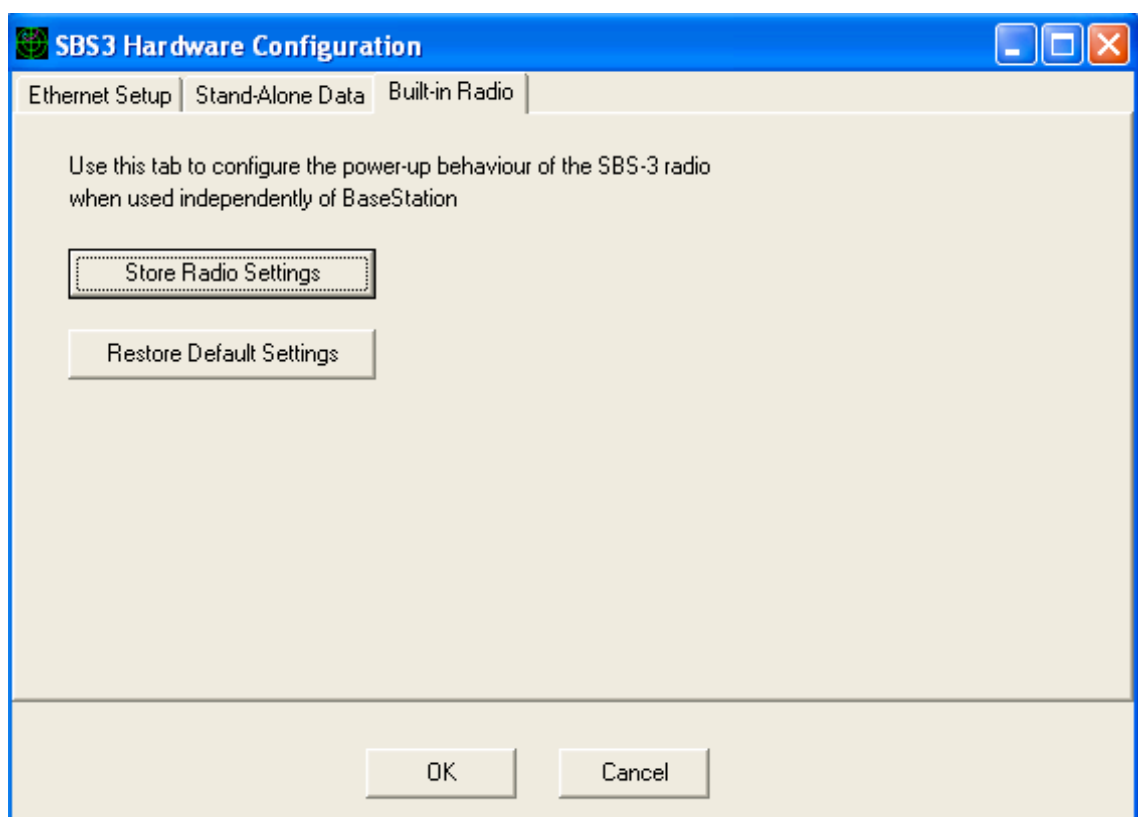 SBS3 Hardware Configuration
Ethernet Setup Stand-Alone Data Built-in Radio
Use this tab to configure the power-up behaviour of the SBS-3 radio
when used independently of BaseStation
Store Radio Settings
Restore Default Settings
OK Cancel